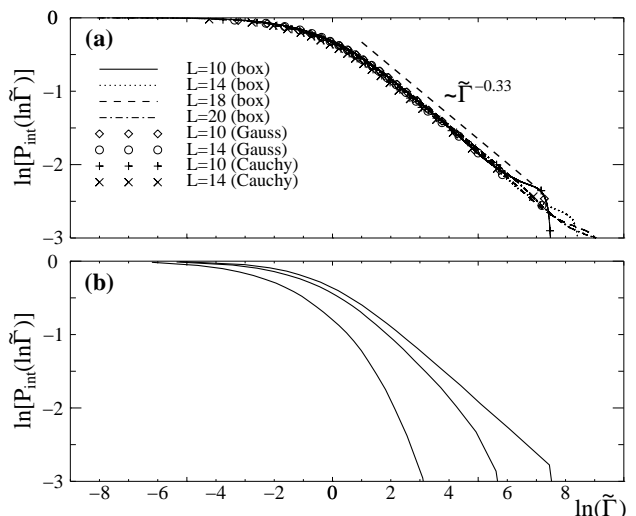 0
(a)
L=10 (box)
L=14 (box)
L=18 (box)
L=20 (box)
L=10 (Gauss)
L=14 (Gauss)
L=10 (Cauchy)
L=14 (Cauchy)
~Γ̃^−0.33
−1
−2
−3
ln[P_int(lnΓ̃)]
0
(b)
−1
−2
−3
ln[P_int(lnΓ̃)]
−8 −6 −4 −2 0 2 4 6 8
ln(Γ̃)